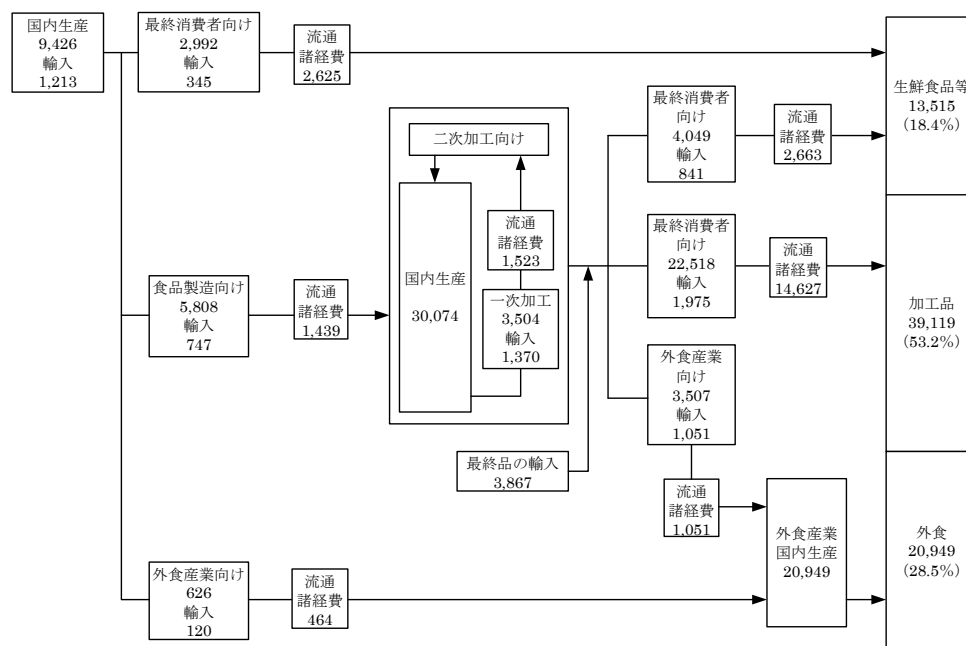 国内生産
9,426
輸入
1,213
最終消費者向け
2,992
輸入
345
流通
諸経費
2,625
生鮮食品等
13,515
(18.4%)
最終消費者
向け
4,049
輸入
841
流通
諸経費
2,663
二次加工向け
国内生産
30,074
流通
諸経費
1,523
一次加工
3,504
輸入
1,370
食品製造向け
5,808
輸入
747
流通
諸経費
1,439
最終消費者
向け
22,518
輸入
1,975
流通
諸経費
14,627
加工品
39,119
(53.2%)
外食産業
向け
3,507
輸入
1,051
最終品の輸入
3,867
流通
諸経費
1,051
外食産業
国内生産
20,949
外食
20,949
(28.5%)
外食産業向け
626
輸入
120
流通
諸経費
464